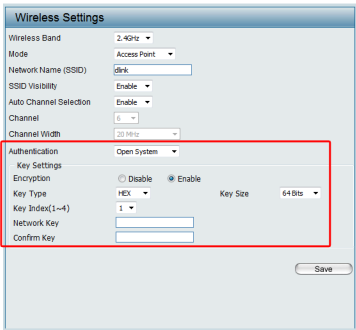 Wireless Settings
Wireless Band 2.4GHz
Mode Access Point
Network Name (SSID) dlink
SSID Visibility Enable
Auto Channel Selection Enable
Channel 6
Channel Width 20 MHz
Authentication Open System
Key Settings
Encryption Disable Enable
Key Type HEX Key Size 64 Bits
Key Index(1~4) 1
Network Key
Confirm Key
Save